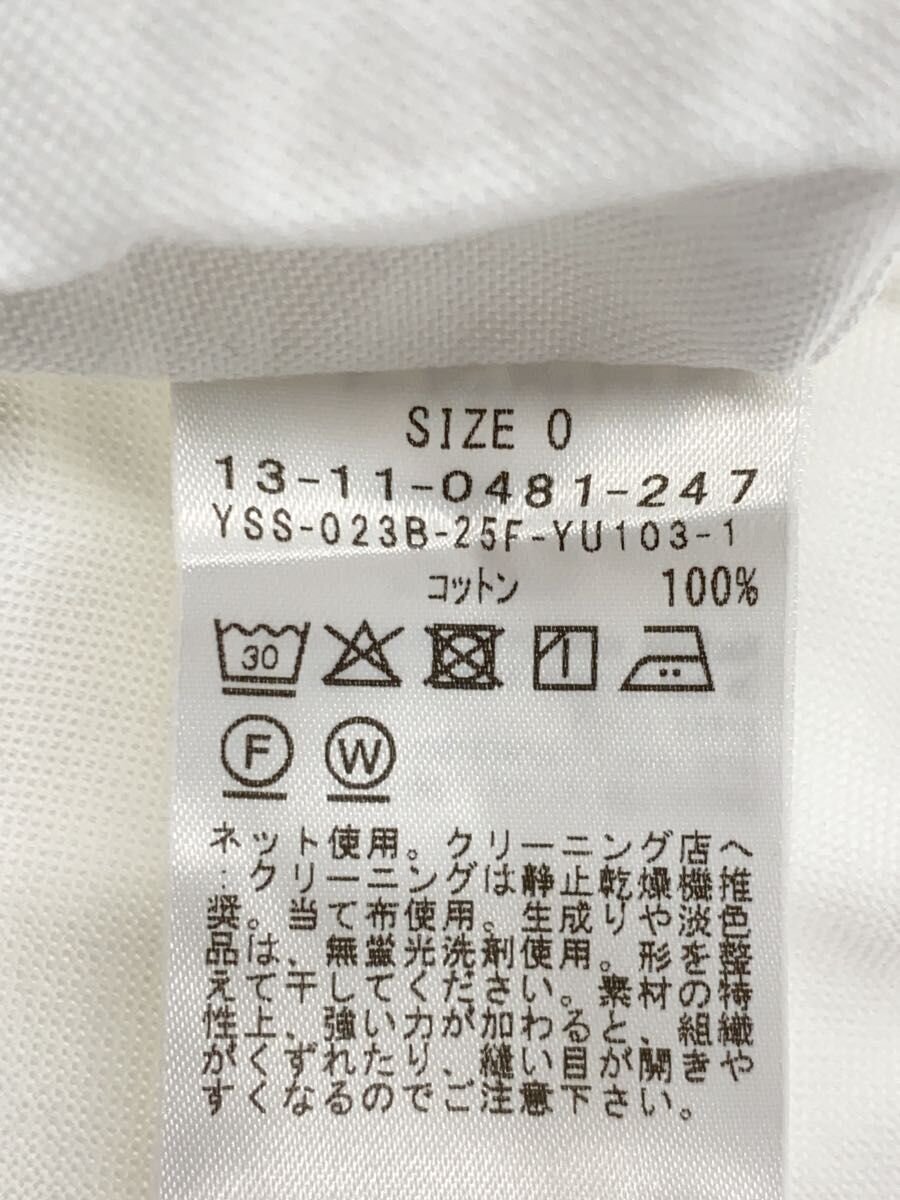 SIZE 0
13-11-0481-247
YSS-023B-25F-YU103-1
コットン 100%
30
F W
ネット使用。クリーニング店へ
：クリーニングは静止乾燥機推
奨。当て布使用。生成りや淡色
品は、無螢光洗剤使用。形を整
えて干してください。素材の特
性上、強い力が加わると、組織
がくずれたり、縫い目が開きや
すくなるのでご注意下さい。